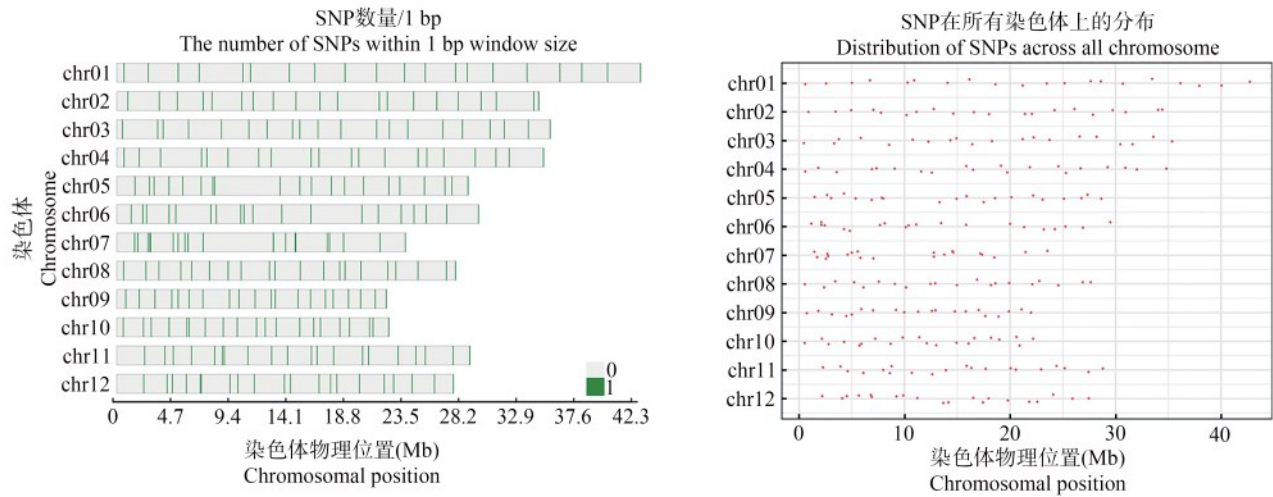 SNP数量/1 bp
The number of SNPs within 1 bp window size
染色体
Chromosome
chr01
chr02
chr03
chr04
chr05
chr06
chr07
chr08
chr09
chr10
chr11
chr12
0
1
0 4.7 9.4 14.1 18.8 23.5 28.2 32.9 37.6 42.3
染色体物理位置(Mb)
Chromosomal position
SNP在所有染色体上的分布
Distribution of SNPs across all chromosome
chr01
chr02
chr03
chr04
chr05
chr06
chr07
chr08
chr09
chr10
chr11
chr12
0 10 20 30 40
染色体物理位置(Mb)
Chromosomal position